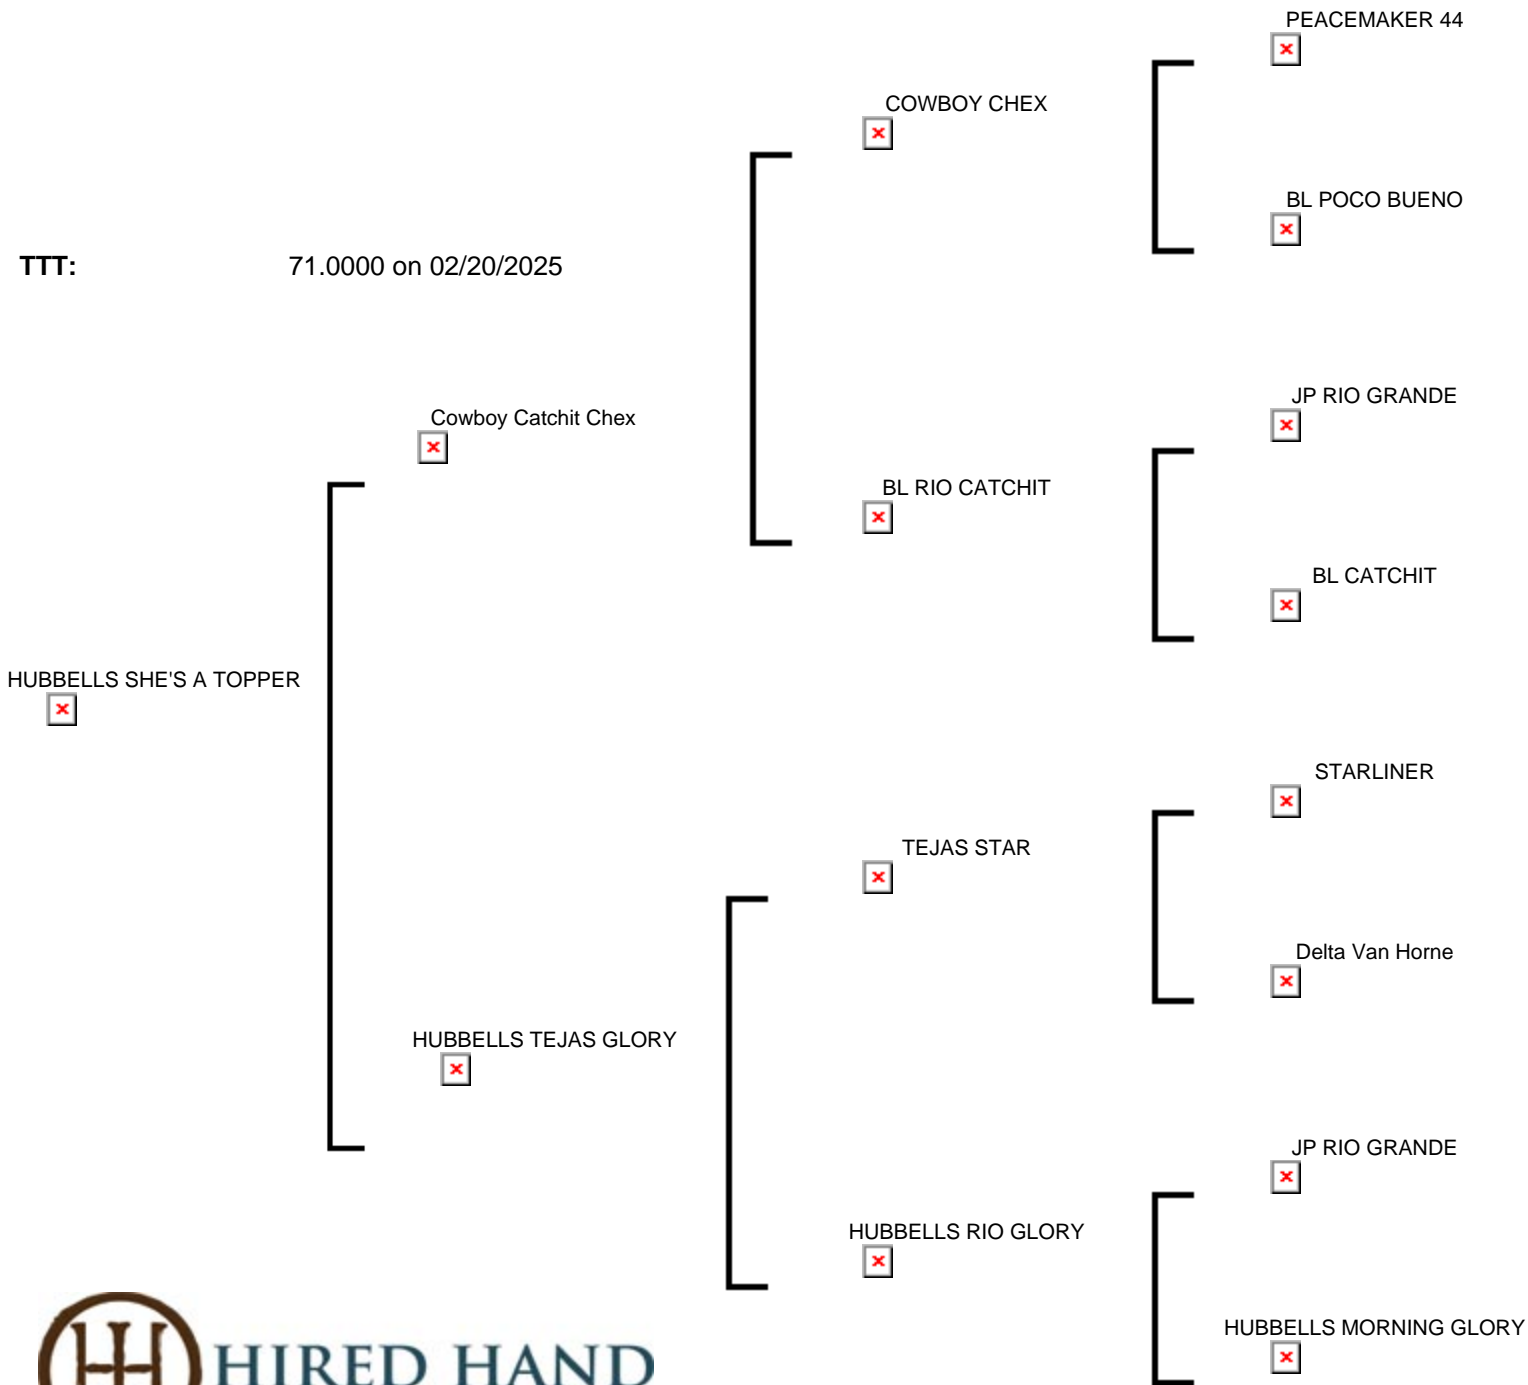 PEACEMAKER 44
COWBOY CHEX
BL POCO BUENO
TTT: 71.0000 on 02/20/2025
JP RIO GRANDE
Cowboy Catchit Chex
BL RIO CATCHIT
BL CATCHIT
HUBBELLS SHE'S A TOPPER
STARLINER
TEJAS STAR
Delta Van Horne
HUBBELLS TEJAS GLORY
JP RIO GRANDE
HUBBELLS RIO GLORY
HUBBELLS MORNING GLORY
HH HIRED HAND